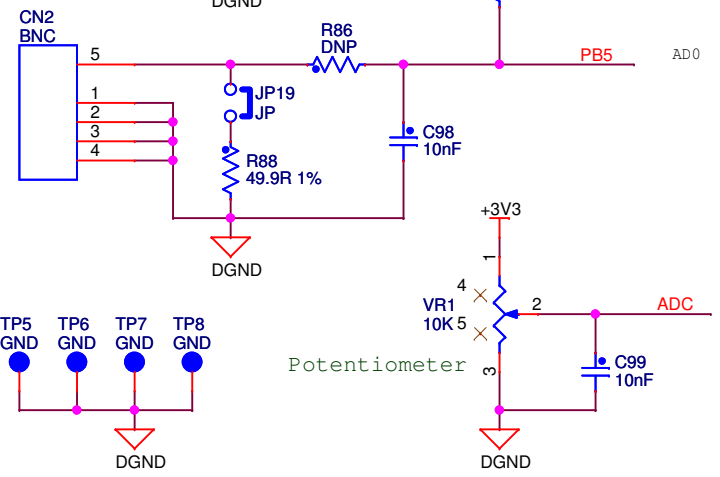 DGND
CN2
BNC
5
1
2
3
4
R86
DNP
PB5
AD0
JP19
JP
C98
10nF
R88
49.9R 1%
DGND
+3V3
1
4
VR1
10K
5
2
ADC
3
C99
10nF
Potentiometer
TP5
GND
TP6
GND
TP7
GND
TP8
GND
DGND
DGND